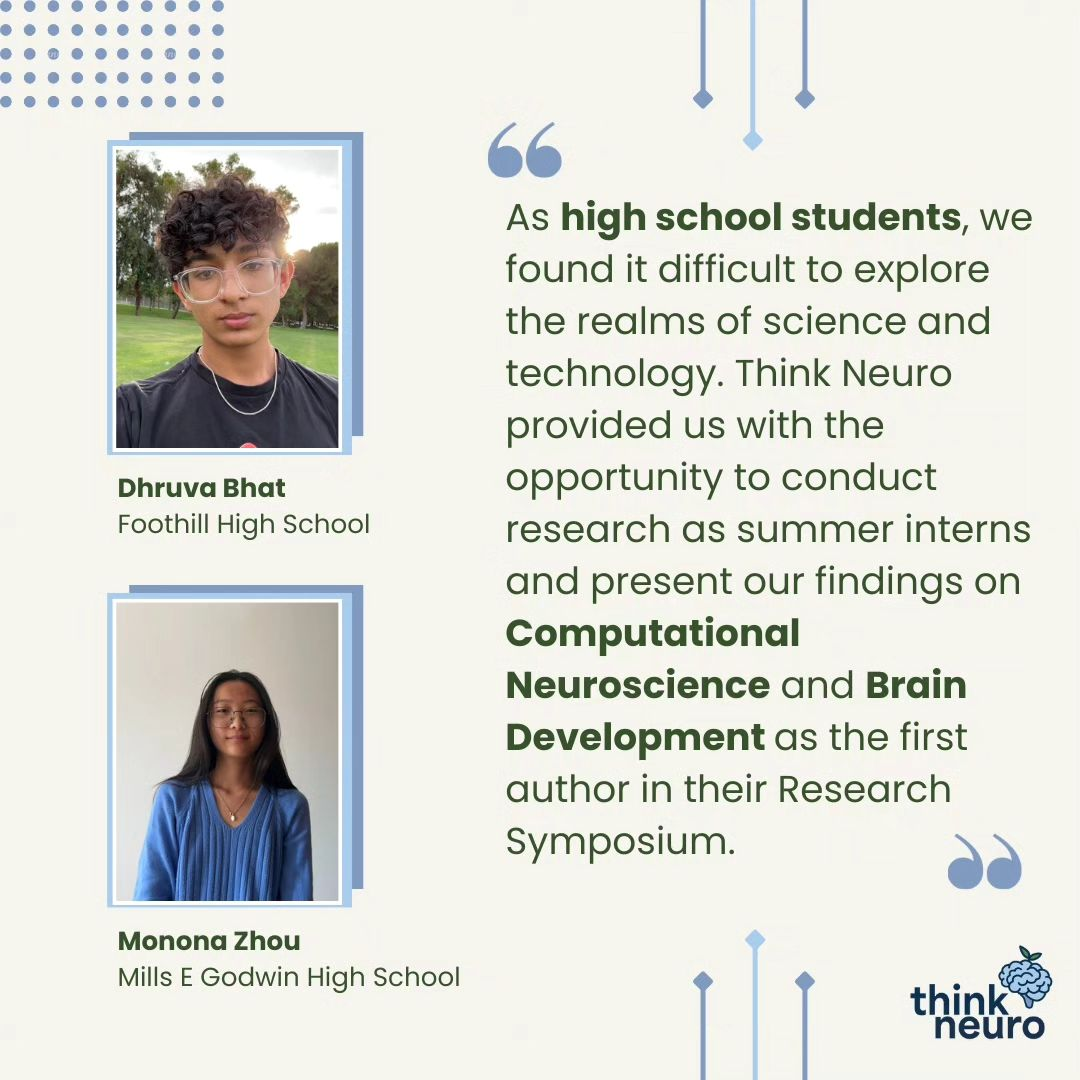 Dhruva Bhat
Foothill High School
Monona Zhou
Mills E Godwin High School
“
As high school students, we
found it difficult to explore
the realms of science and
technology. Think Neuro
provided us with the
opportunity to conduct
research as summer interns
and present our findings on
Computational
Neuroscience and Brain
Development as the first
author in their Research
Symposium.
”
think
neuro